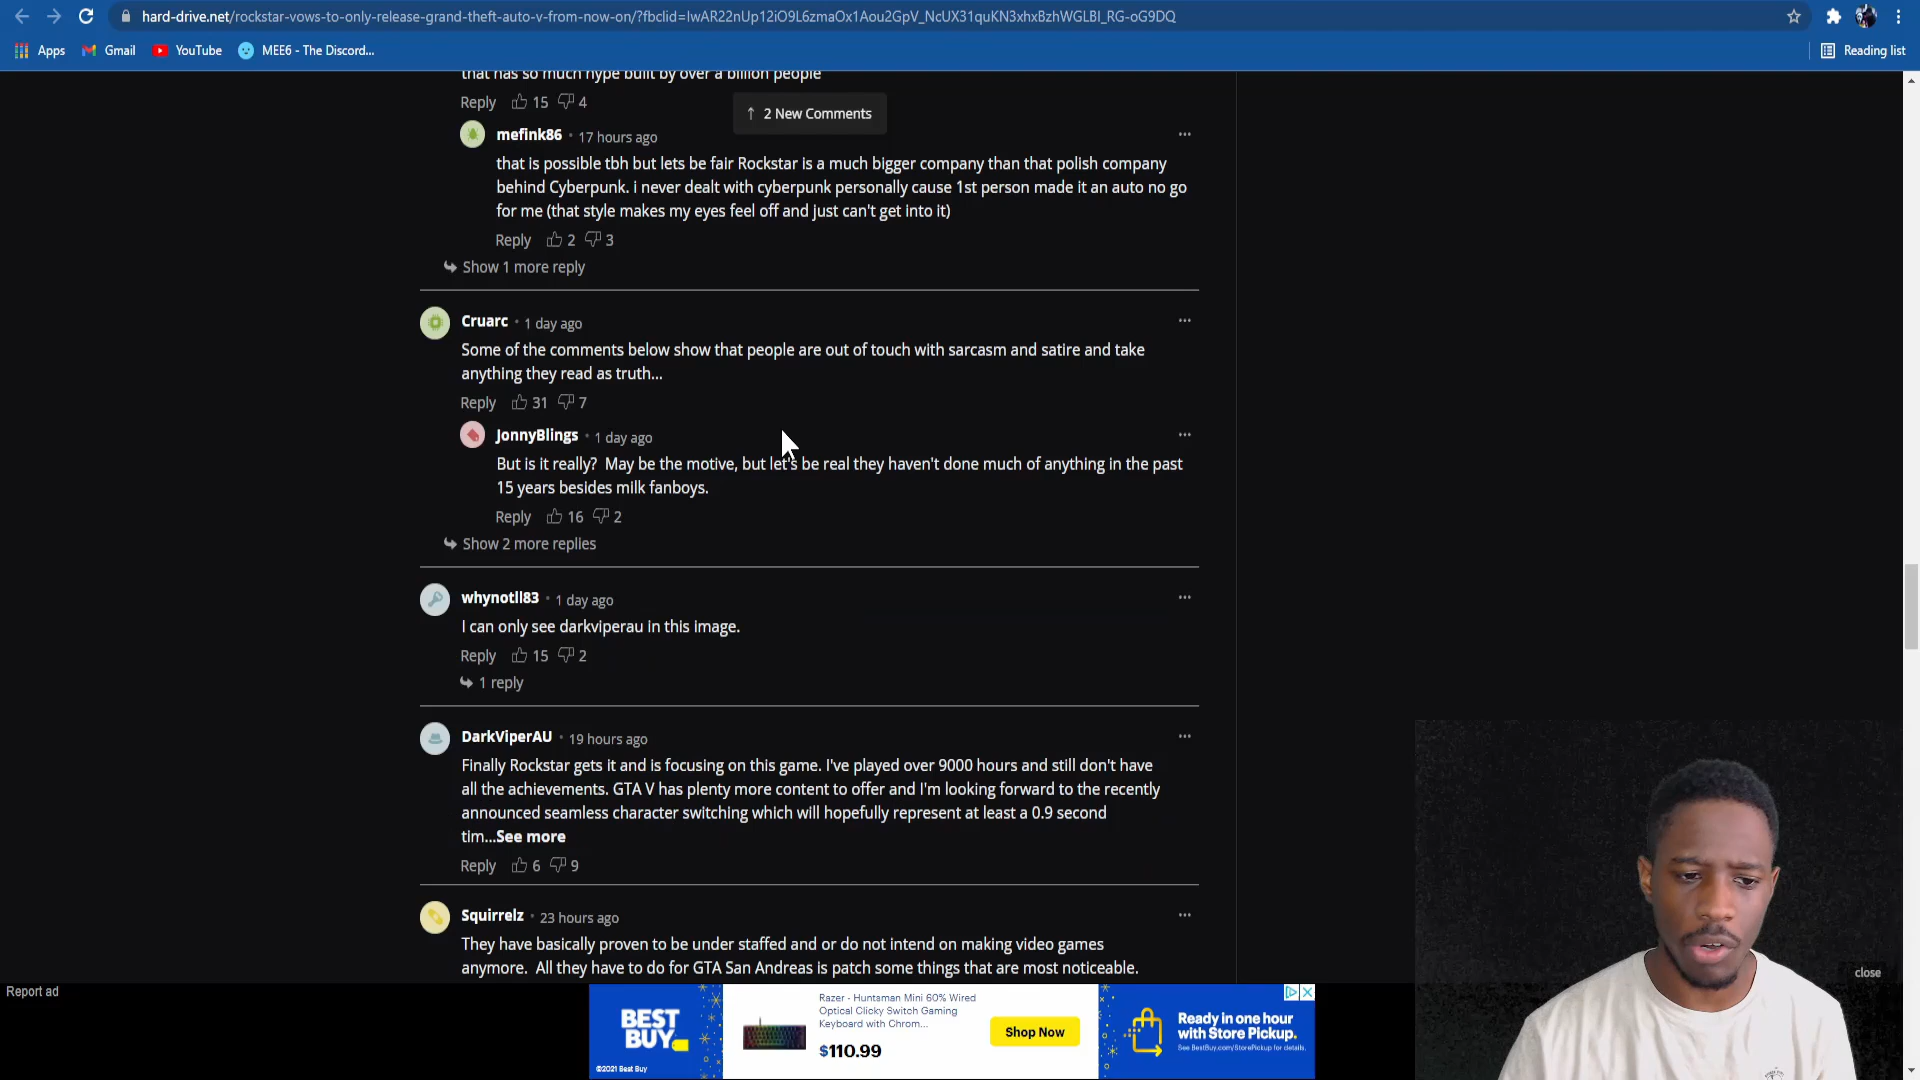 hard-drive.net/rockstar-vows-to-only-release-grand-theft-auto-v-from-now-on/?fbclid=IwAR22nUp12iO9L6zmaOx1Aou2GpV_NcUX31quKN3xhxBzhWGLBI_RG-oG9DQ
Apps Gmail YouTube MEE6 - The Discord... Reading list
that has so much hype built by over a billion people
Reply 15 4
↑ 2 New Comments
mefink86 · 17 hours ago ...
that is possible tbh but lets be fair Rockstar is a much bigger company than that polish company
behind Cyberpunk. i never dealt with cyberpunk personally cause 1st person made it an auto no go
for me (that style makes my eyes feel off and just can't get into it)
Reply 2 3
Show 1 more reply
Cruarc · 1 day ago ...
Some of the comments below show that people are out of touch with sarcasm and satire and take
anything they read as truth...
Reply 31 7
JonnyBlings · 1 day ago ...
But is it really? May be the motive, but let's be real they haven't done much of anything in the past
15 years besides milk fanboys.
Reply 16 2
Show 2 more replies
whynotll83 · 1 day ago ...
I can only see darkviperau in this image.
Reply 15 2
1 reply
DarkViperAU · 19 hours ago ...
Finally Rockstar gets it and is focusing on this game. I've played over 9000 hours and still don't have
all the achievements. GTA V has plenty more content to offer and I'm looking forward to the recently
announced seamless character switching which will hopefully represent at least a 0.9 second
tim...See more
Reply 6 9
Squirrelz · 23 hours ago ...
They have basically proven to be under staffed and or do not intend on making video games
anymore. All they have to do for GTA San Andreas is patch some things that are most noticeable.
close
Report ad
BEST
BUY
©2021 Best Buy
Razer - Huntsman Mini 60% Wired
Optical Clicky Switch Gaming
Keyboard with Chrom...
$110.99
Shop Now
Ready in one hour
with Store Pickup.
See BestBuy.com/StorePickup for details.